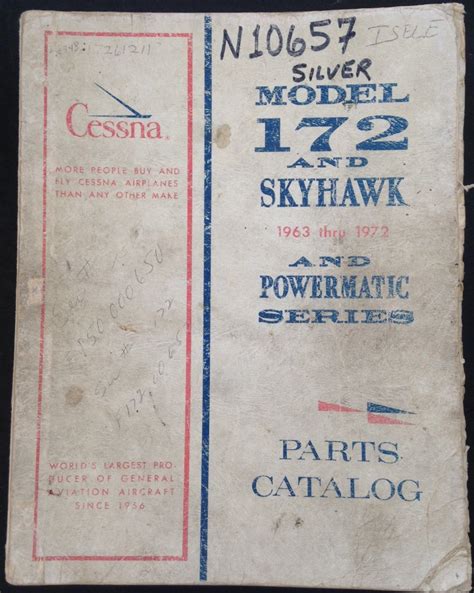 261211
Cessna
MORE PEOPLE BUY AND
FLY CESSNA AIRPLANES
THAN ANY OTHER MAKE
WORLD'S LARGEST PRO-
DUCER OF GENERAL
AVIATION AIRCRAFT
SINCE 1956
N10657
ISELE
SILVER
MODEL
172
AND
SKYHAWK
1963 thru 1972
AND
POWERMATIC
SERIES
PARTS
CATALOG